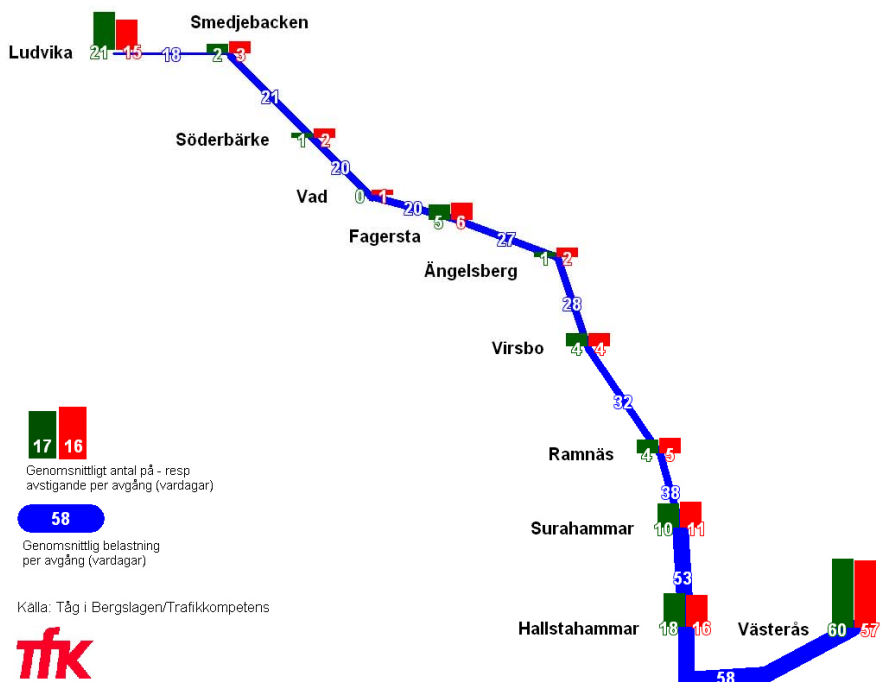 Smedjebacken
Ludvika
21 15 18 2 3
21
Söderbärke
1 2
20
Vad
0 1
20
5 6
Fagersta
27
1 2
Ängelsberg
28
Virsbo
4 4
32
17 16
Genomsnittligt antal på - resp
avstigande per avgång (vardagar)
Ramnäs
4 5
38
58
Genomsnittlig belastning
per avgång (vardagar)
Surahammar
10 11
53
Källa: Tåg i Bergslagen/Trafikkompetens
Hallstahammar
18 16
Västerås
60 57
TfK
58